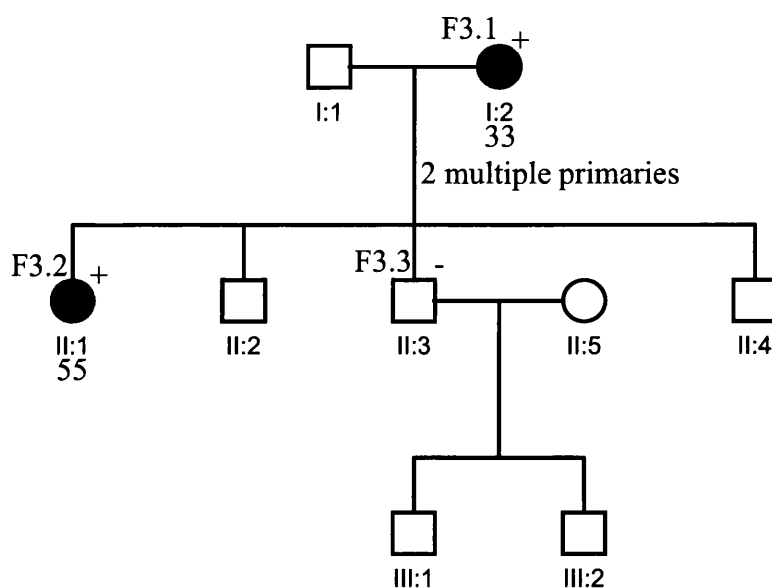 F3.1 +
I:1 I:2
33
2 multiple primaries
F3.2 + F3.3 -
II:1 II:2 II:3 II:5 II:4
55
III:1 III:2